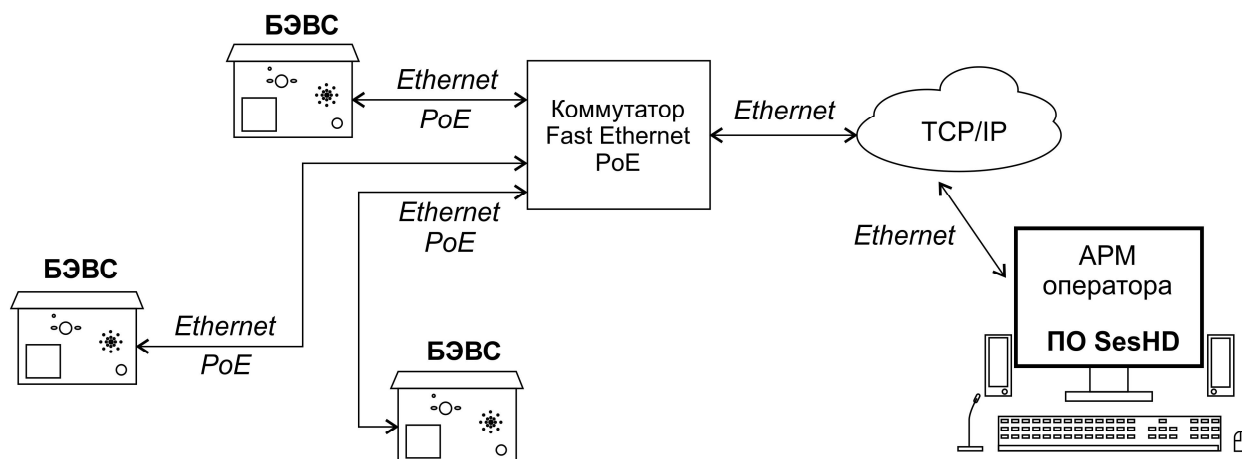 БЭВС
Ethernet
PoE
Коммутатор
Fast Ethernet
PoE
Ethernet
TCP/IP
Ethernet
PoE
Ethernet
АРМ
оператора
ПО SesHD
БЭВС
Ethernet
PoE
БЭВС